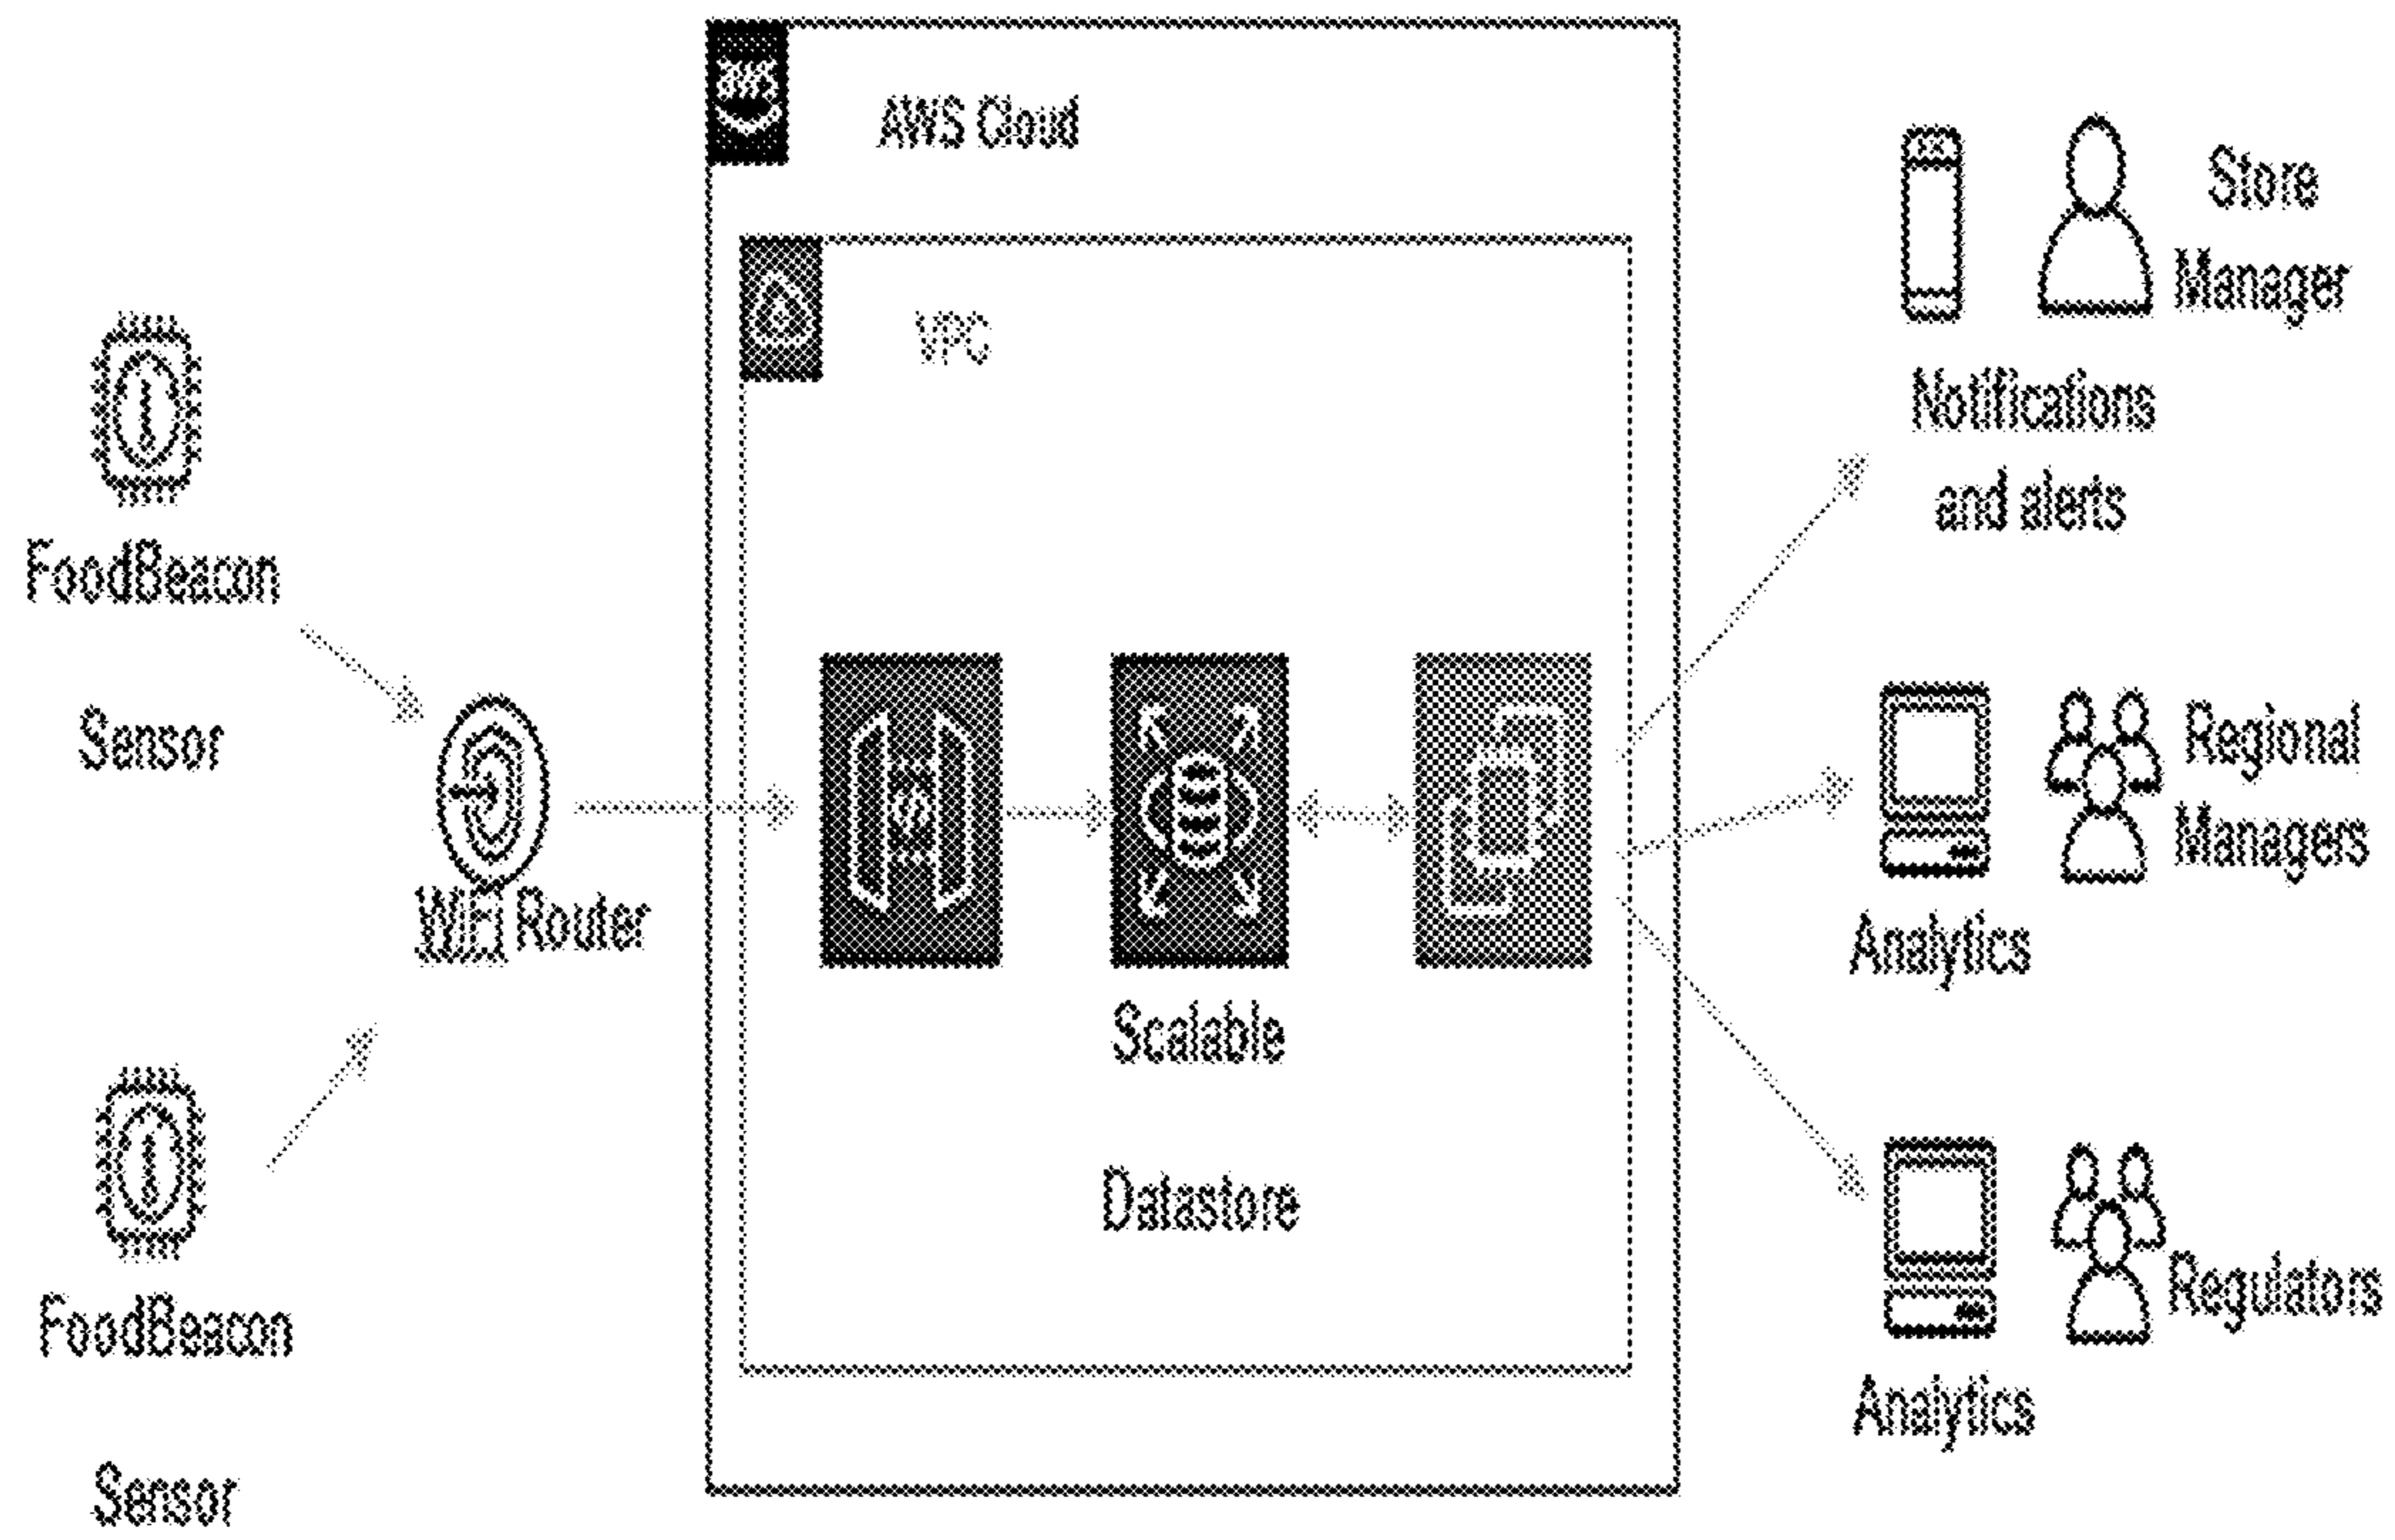 AWS Cloud
VPC
FoodBeacon
Sensor
WiFi Router
FoodBeacon
Sensor
Scalable
Datastore
Store
Manager
Notifications
and alerts
Regional
Managers
Analytics
Regulators
Analytics